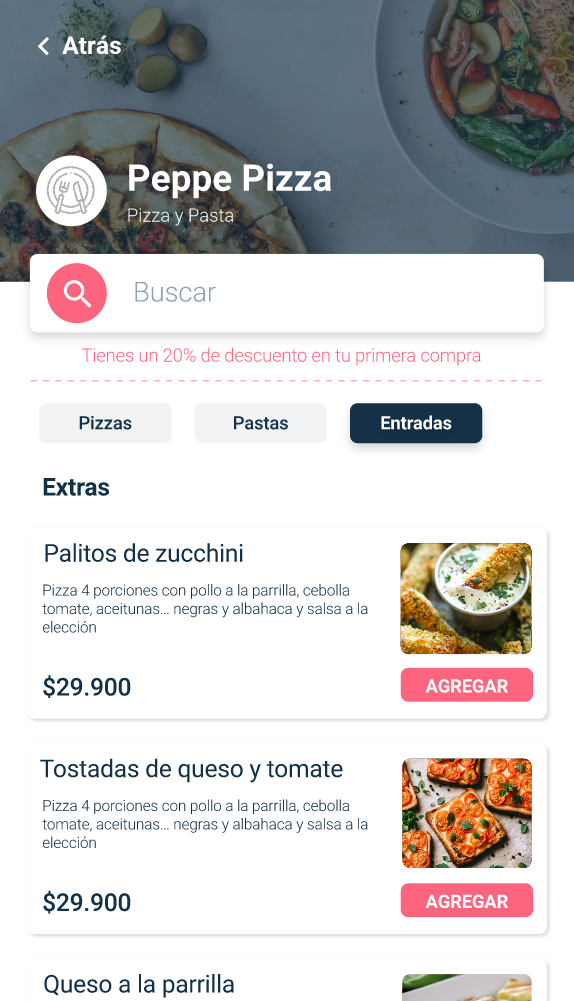 Atrás
Peppe Pizza
Pizza y Pasta
Buscar
Tienes un 20% de descuento en tu primera compra
Pizzas
Pastas
Entradas
Extras
Palitos de zucchini
Pizza 4 porciones con pollo a la parrilla, cebolla
tomate, aceitunas... negras y albahaca y salsa a la
elección
$29.900
AGREGAR
Tostadas de queso y tomate
Pizza 4 porciones con pollo a la parrilla, cebolla
tomate, aceitunas... negras y albahaca y salsa a la
elección
$29.900
AGREGAR
Queso a la parrilla